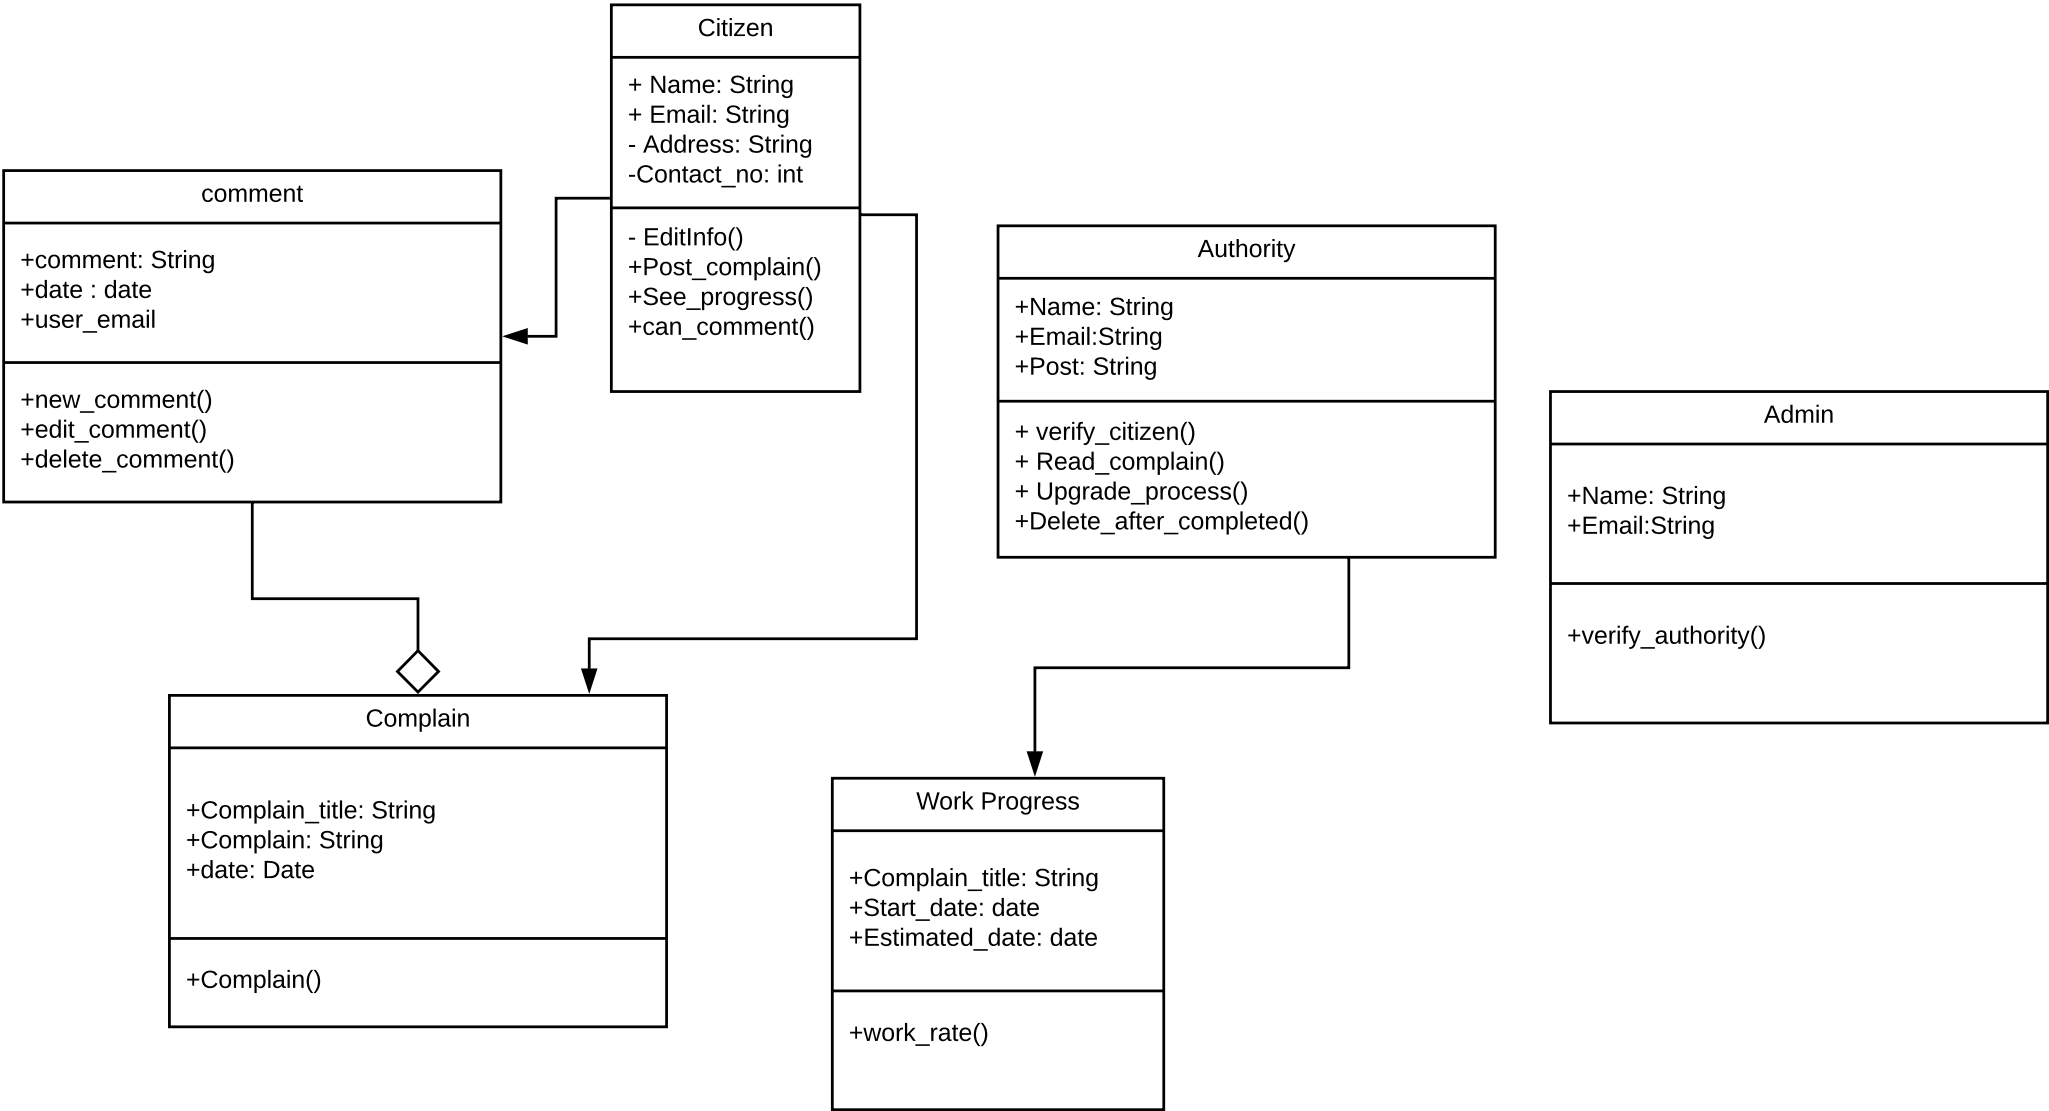 Citizen
+ Name: String
+ Email: String
- Address: String
-Contact_no: int
- EditInfo()
+Post_complain()
+See_progress()
+can_comment()
comment
+comment: String
+date : date
+user_email
+new_comment()
+edit_comment()
+delete_comment()
Authority
+Name: String
+Email:String
+Post: String
+ verify_citizen()
+ Read_complain()
+ Upgrade_process()
+Delete_after_completed()
Admin
+Name: String
+Email:String
+verify_authority()
Complain
+Complain_title: String
+Complain: String
+date: Date
+Complain()
Work Progress
+Complain_title: String
+Start_date: date
+Estimated_date: date
+work_rate()